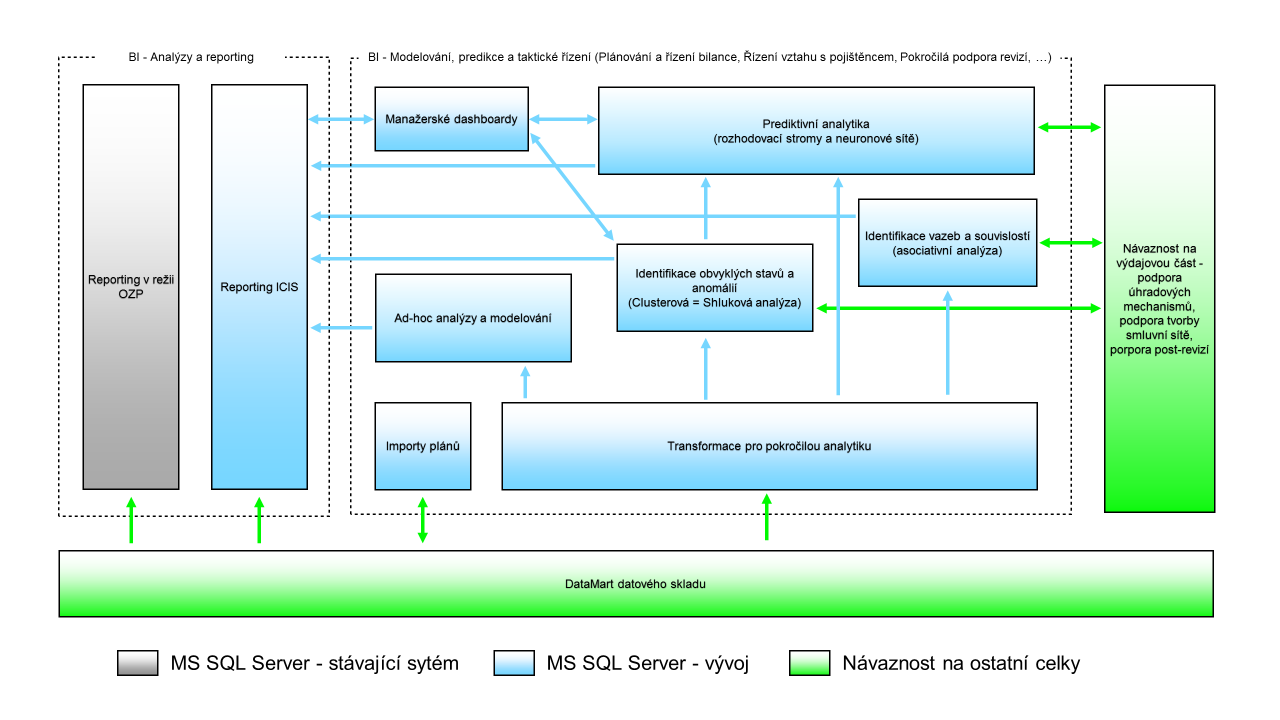 BI - Analýzy a reporting
BI - Modelování, predikce a taktické řízení (Plánování a řízení bilance, Řízení vztahu s pojištěncem, Pokročilá podpora revizí, …)
Manažerské dashboardy
Prediktivní analytika
(rozhodovací stromy a neuronové sítě)
Identifikace vazeb a souvislostí
(asociativní analýza)
Reporting v režii
OZP
Reporting ICIS
Identifikace obvyklých stavů a
anomálií
(Clusterová = Shluková analýza)
Ad-hoc analýzy a modelování
Návaznost na
výdajovou část -
podpora
úhradových
mechanismů,
podpora tvorby
smluvní sítě,
porpora post-revizí
Importy plánů
Transformace pro pokročilou analytiku
DataMart datového skladu
MS SQL Server - stávající sytém
MS SQL Server - vývoj
Návaznost na ostatní celky